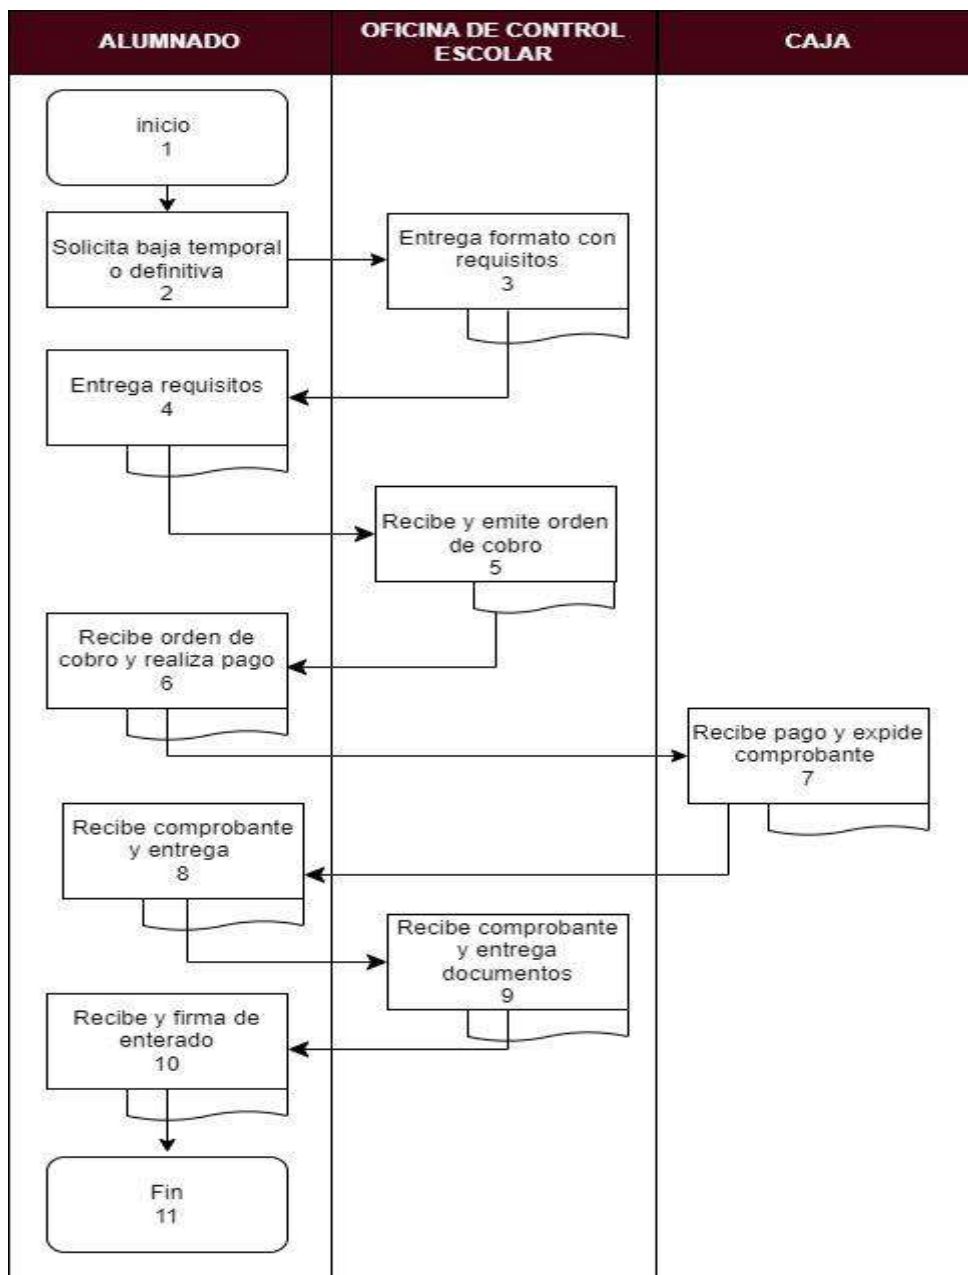 ALUMNADO
OFICINA DE CONTROL
ESCOLAR
CAJA
inicio
1
Solicita baja temporal
o definitiva
2
Entrega formato con
requisitos
3
Entrega requisitos
4
Recibe y emite orden
de cobro
5
Recibe orden de
cobro y realiza pago
6
Recibe pago y expide
comprobante
7
Recibe comprobante
y entrega
8
Recibe comprobante
y entrega
documentos
9
Recibe y firma de
enterado
10
Fin
11